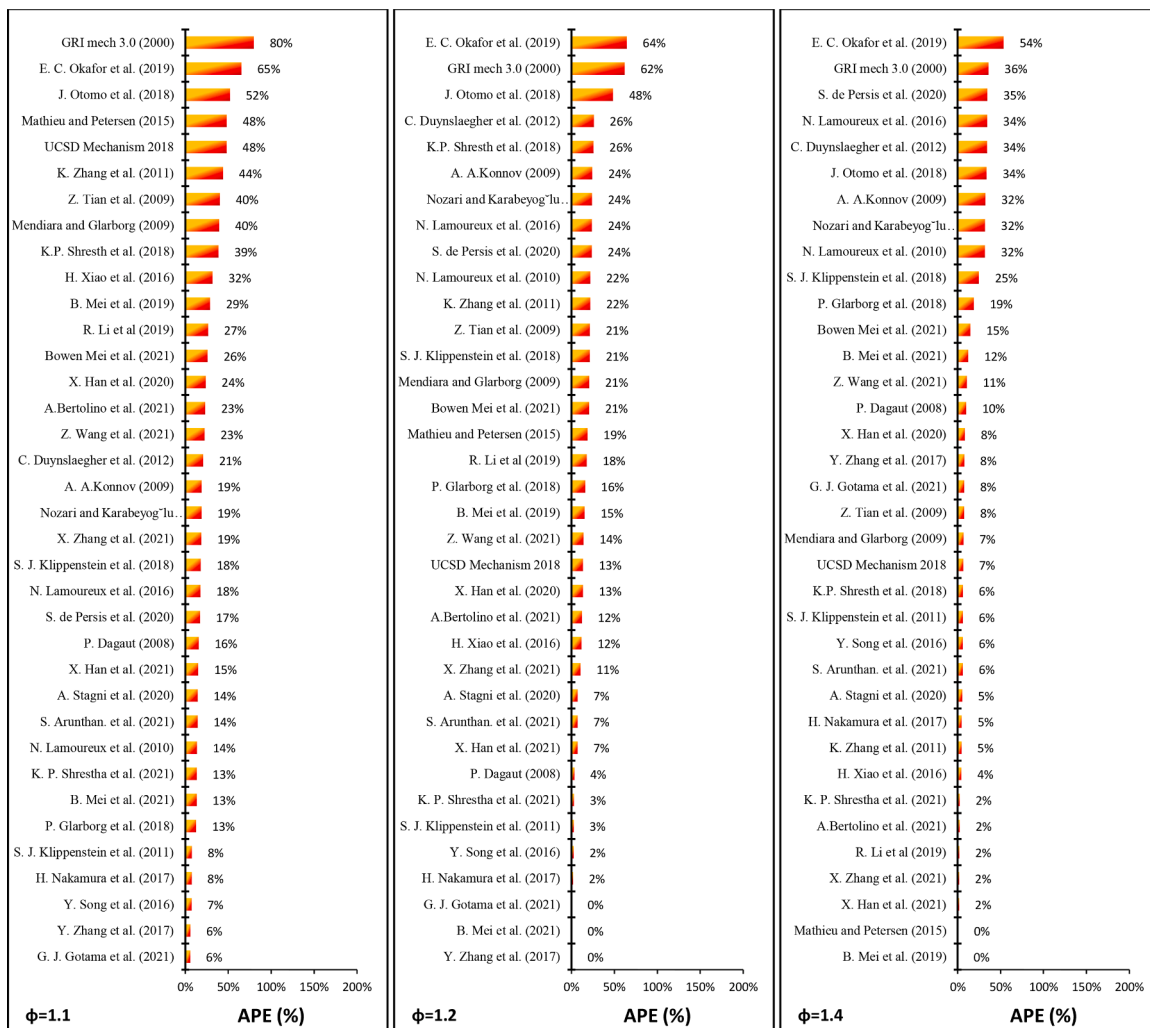 GRI mech 3.0 (2000) 80%
E. C. Okafor et al. (2019) 65%
J. Otomo et al. (2018) 52%
Mathieu and Petersen (2015) 48%
UCSD Mechanism 2018 48%
K. Zhang et al. (2011) 44%
Z. Tian et al. (2009) 40%
Mendiara and Glarborg (2009) 40%
K.P. Shresth et al. (2018) 39%
H. Xiao et al. (2016) 32%
B. Mei et al. (2019) 29%
R. Li et al (2019) 27%
Bowen Mei et al. (2021) 26%
X. Han et al. (2020) 24%
A.Bertolino et al. (2021) 23%
Z. Wang et al. (2021) 23%
C. Duynslaegher et al. (2012) 21%
A. A.Konnov (2009) 19%
Nozari and Karabeyog˘lu… 19%
X. Zhang et al. (2021) 19%
S. J. Klippenstein et al. (2018) 18%
N. Lamoureux et al. (2016) 18%
S. de Persis et al. (2020) 17%
P. Dagaut (2008) 16%
X. Han et al. (2021) 15%
A. Stagni et al. (2020) 14%
S. Arunthan. et al. (2021) 14%
N. Lamoureux et al. (2010) 14%
K. P. Shrestha et al. (2021) 13%
B. Mei et al. (2021) 13%
P. Glarborg et al. (2018) 13%
S. J. Klippenstein et al. (2011) 8%
H. Nakamura et al. (2017) 8%
Y. Song et al. (2016) 7%
Y. Zhang et al. (2017) 6%
G. J. Gotama et al. (2021) 6%
0% 50% 100% 150% 200%
ϕ=1.1 APE (%)
E. C. Okafor et al. (2019) 64%
GRI mech 3.0 (2000) 62%
J. Otomo et al. (2018) 48%
C. Duynslaegher et al. (2012) 26%
K.P. Shresth et al. (2018) 26%
A. A.Konnov (2009) 24%
Nozari and Karabeyog˘lu… 24%
N. Lamoureux et al. (2016) 24%
S. de Persis et al. (2020) 24%
N. Lamoureux et al. (2010) 22%
K. Zhang et al. (2011) 22%
Z. Tian et al. (2009) 21%
S. J. Klippenstein et al. (2018) 21%
Mendiara and Glarborg (2009) 21%
Bowen Mei et al. (2021) 21%
Mathieu and Petersen (2015) 19%
R. Li et al (2019) 18%
P. Glarborg et al. (2018) 16%
B. Mei et al. (2019) 15%
Z. Wang et al. (2021) 14%
UCSD Mechanism 2018 13%
X. Han et al. (2020) 13%
A.Bertolino et al. (2021) 12%
H. Xiao et al. (2016) 12%
X. Zhang et al. (2021) 11%
A. Stagni et al. (2020) 7%
S. Arunthan. et al. (2021) 7%
X. Han et al. (2021) 7%
P. Dagaut (2008) 4%
K. P. Shrestha et al. (2021) 3%
S. J. Klippenstein et al. (2011) 3%
Y. Song et al. (2016) 2%
H. Nakamura et al. (2017) 2%
G. J. Gotama et al. (2021) 0%
B. Mei et al. (2021) 0%
Y. Zhang et al. (2017) 0%
0% 50% 100% 150% 200%
ϕ=1.2 APE (%)
E. C. Okafor et al. (2019) 54%
GRI mech 3.0 (2000) 36%
S. de Persis et al. (2020) 35%
N. Lamoureux et al. (2016) 34%
C. Duynslaegher et al. (2012) 34%
J. Otomo et al. (2018) 34%
A. A.Konnov (2009) 32%
Nozari and Karabeyog˘lu… 32%
N. Lamoureux et al. (2010) 32%
S. J. Klippenstein et al. (2018) 25%
P. Glarborg et al. (2018) 19%
Bowen Mei et al. (2021) 15%
B. Mei et al. (2021) 12%
Z. Wang et al. (2021) 11%
P. Dagaut (2008) 10%
X. Han et al. (2020) 8%
Y. Zhang et al. (2017) 8%
G. J. Gotama et al. (2021) 8%
Z. Tian et al. (2009) 8%
Mendiara and Glarborg (2009) 7%
UCSD Mechanism 2018 7%
K.P. Shresth et al. (2018) 6%
S. J. Klippenstein et al. (2011) 6%
Y. Song et al. (2016) 6%
S. Arunthan. et al. (2021) 6%
A. Stagni et al. (2020) 5%
H. Nakamura et al. (2017) 5%
K. Zhang et al. (2011) 5%
H. Xiao et al. (2016) 4%
K. P. Shrestha et al. (2021) 2%
A.Bertolino et al. (2021) 2%
R. Li et al (2019) 2%
X. Zhang et al. (2021) 2%
X. Han et al. (2021) 2%
Mathieu and Petersen (2015) 0%
B. Mei et al. (2019) 0%
0% 50% 100% 150% 200%
ϕ=1.4 APE (%)